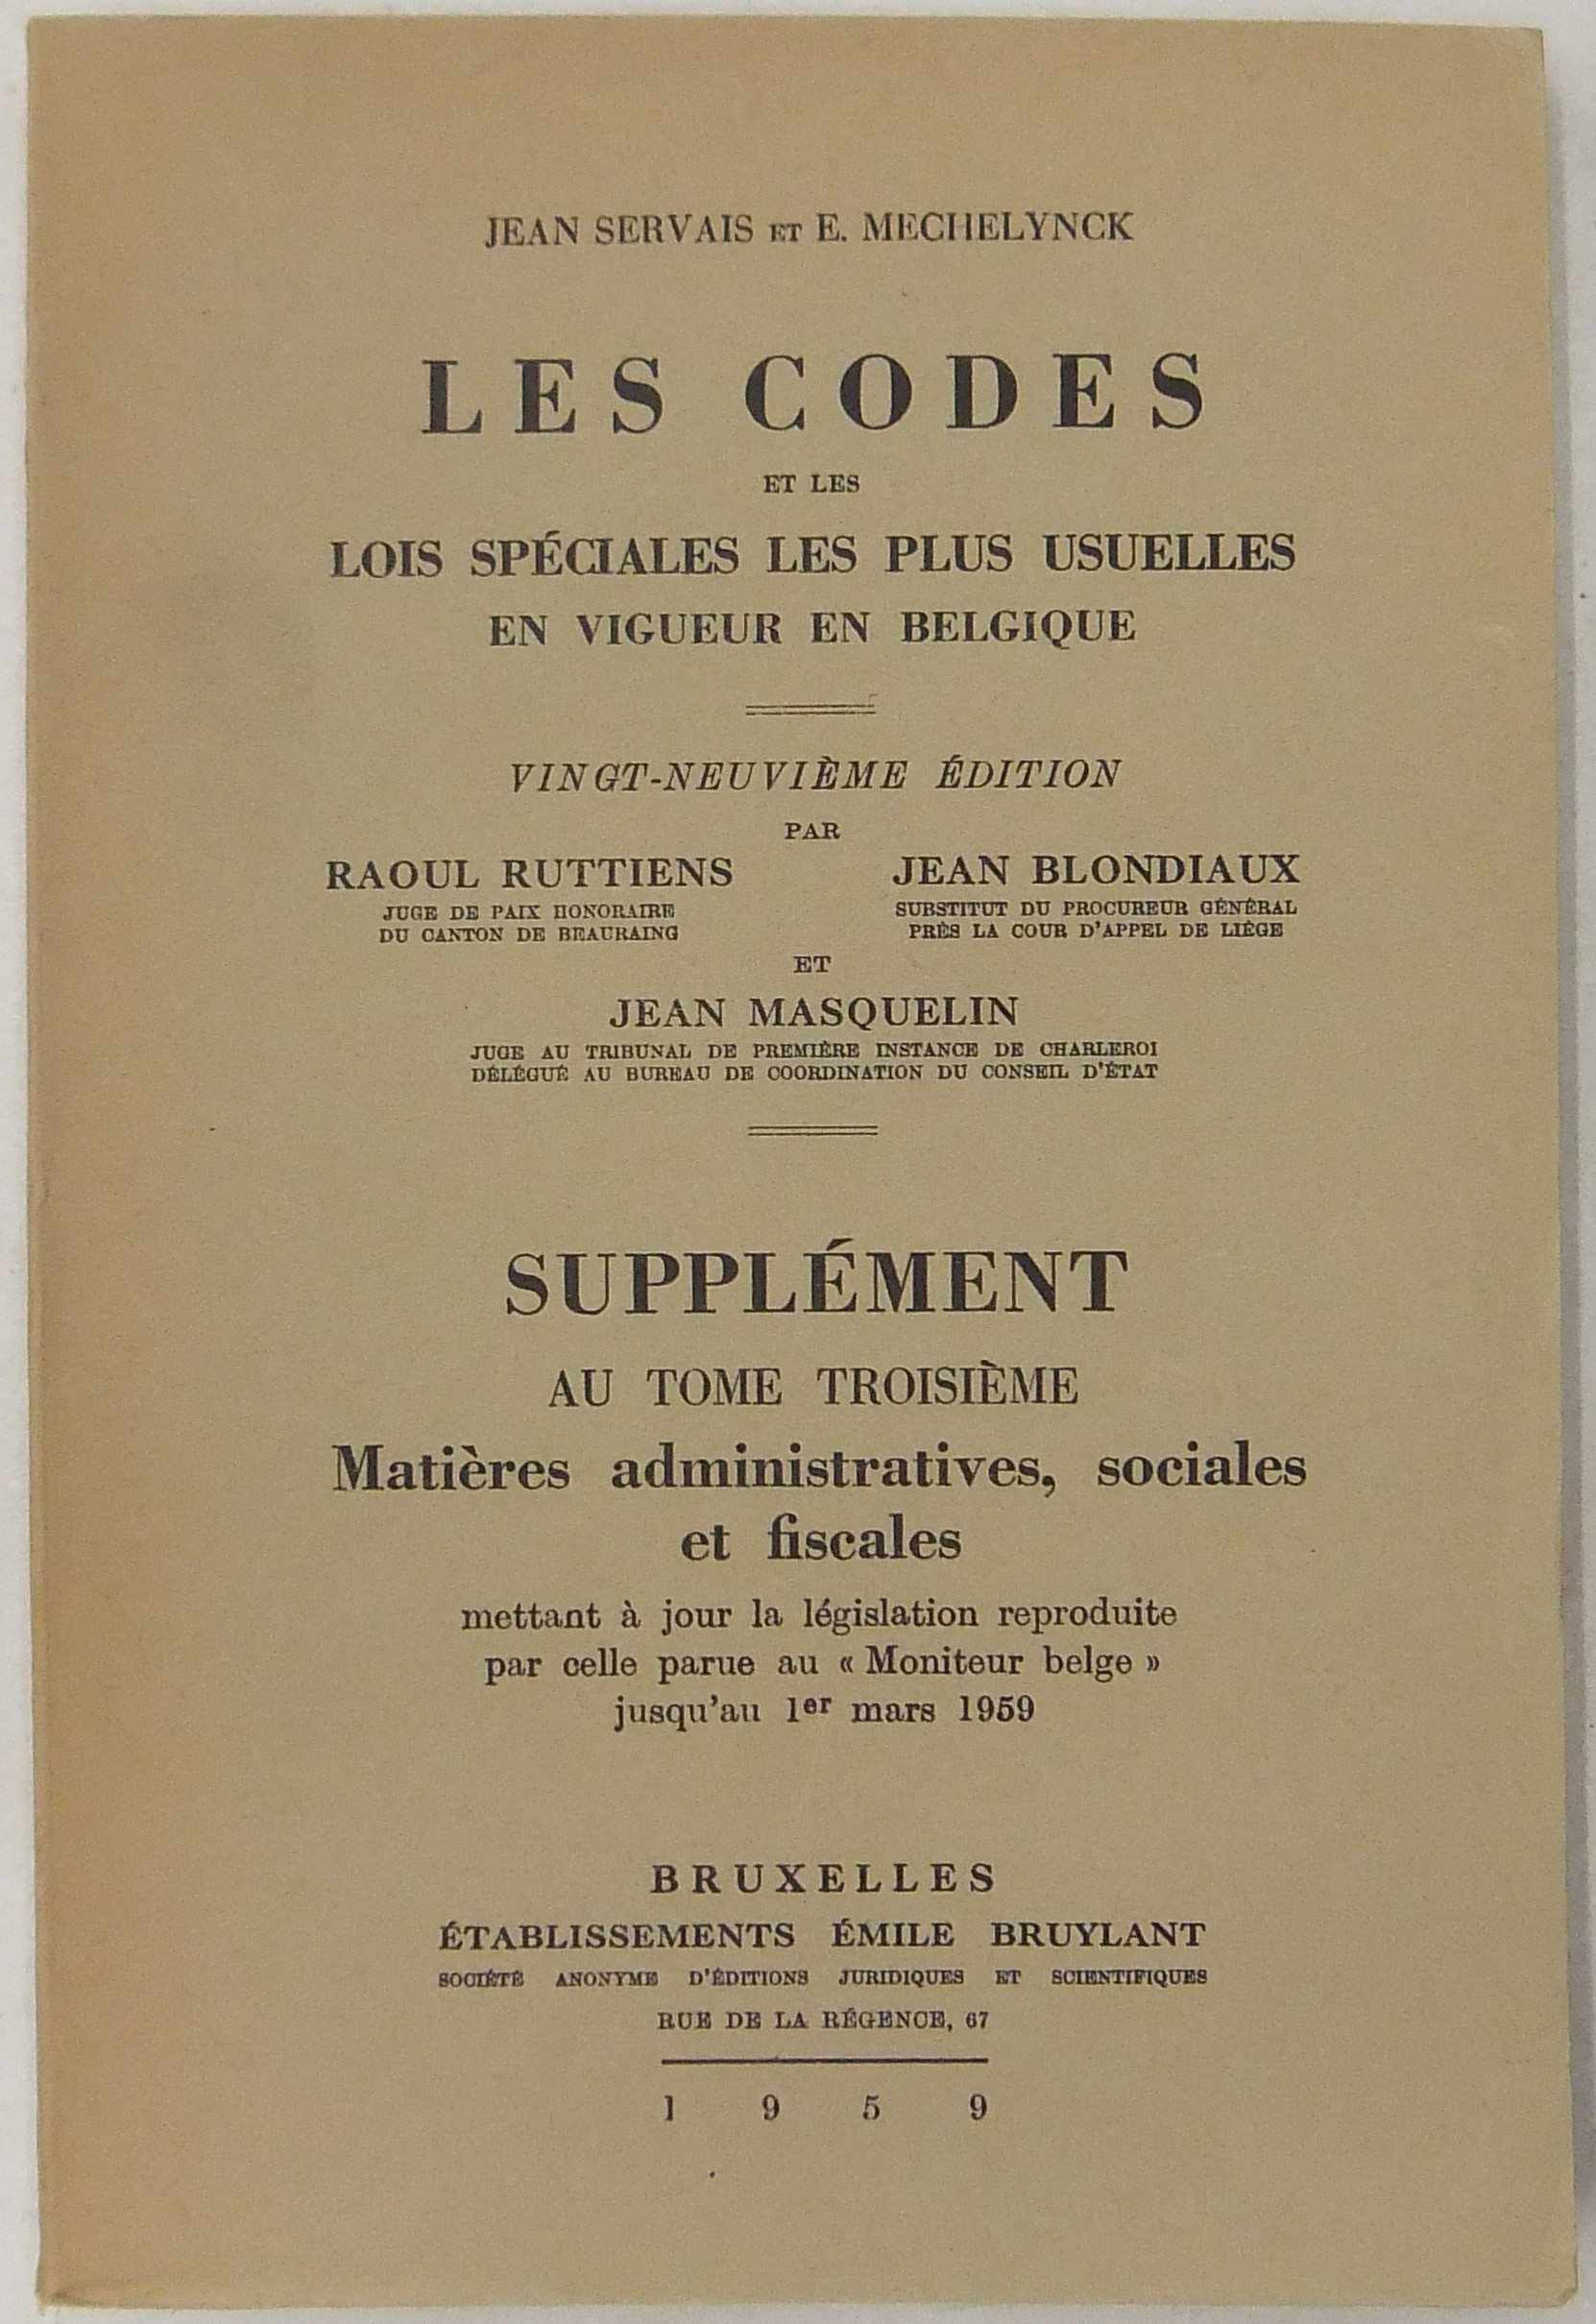 JEAN SERVAIS ET E. MECHELYNCK
LES CODES
ET LES
LOIS SPÉCIALES LES PLUS USUELLES
EN VIGUEUR EN BELGIQUE
VINGT-NEUVIÈME ÉDITION
PAR
RAOUL RUTTIENS
JUGE DE PAIX HONORAIRE
DU CANTON DE BEAURAING
JEAN BLONDIAUX
SUBSTITUT DU PROCUREUR GÉNÉRAL
PRÈS LA COUR D'APPEL DE LIÉGE
ET
JEAN MASQUELIN
JUGE AU TRIBUNAL DE PREMIÈRE INSTANCE DE CHARLEROI
DÉLÉGUÉ AU BUREAU DE COORDINATION DU CONSEIL D'ÉTAT
SUPPLÉMENT
AU TOME TROISIÈME
Matières administratives, sociales
et fiscales
mettant à jour la législation reproduite
par celle parue au « Moniteur belge »
jusqu'au 1er mars 1959
BRUXELLES
ÉTABLISSEMENTS ÉMILE BRUYLANT
SOCIÉTÉ ANONYME D'ÉDITIONS JURIDIQUES ET SCIENTIFIQUES
RUE DE LA RÉGENCE, 67
1959